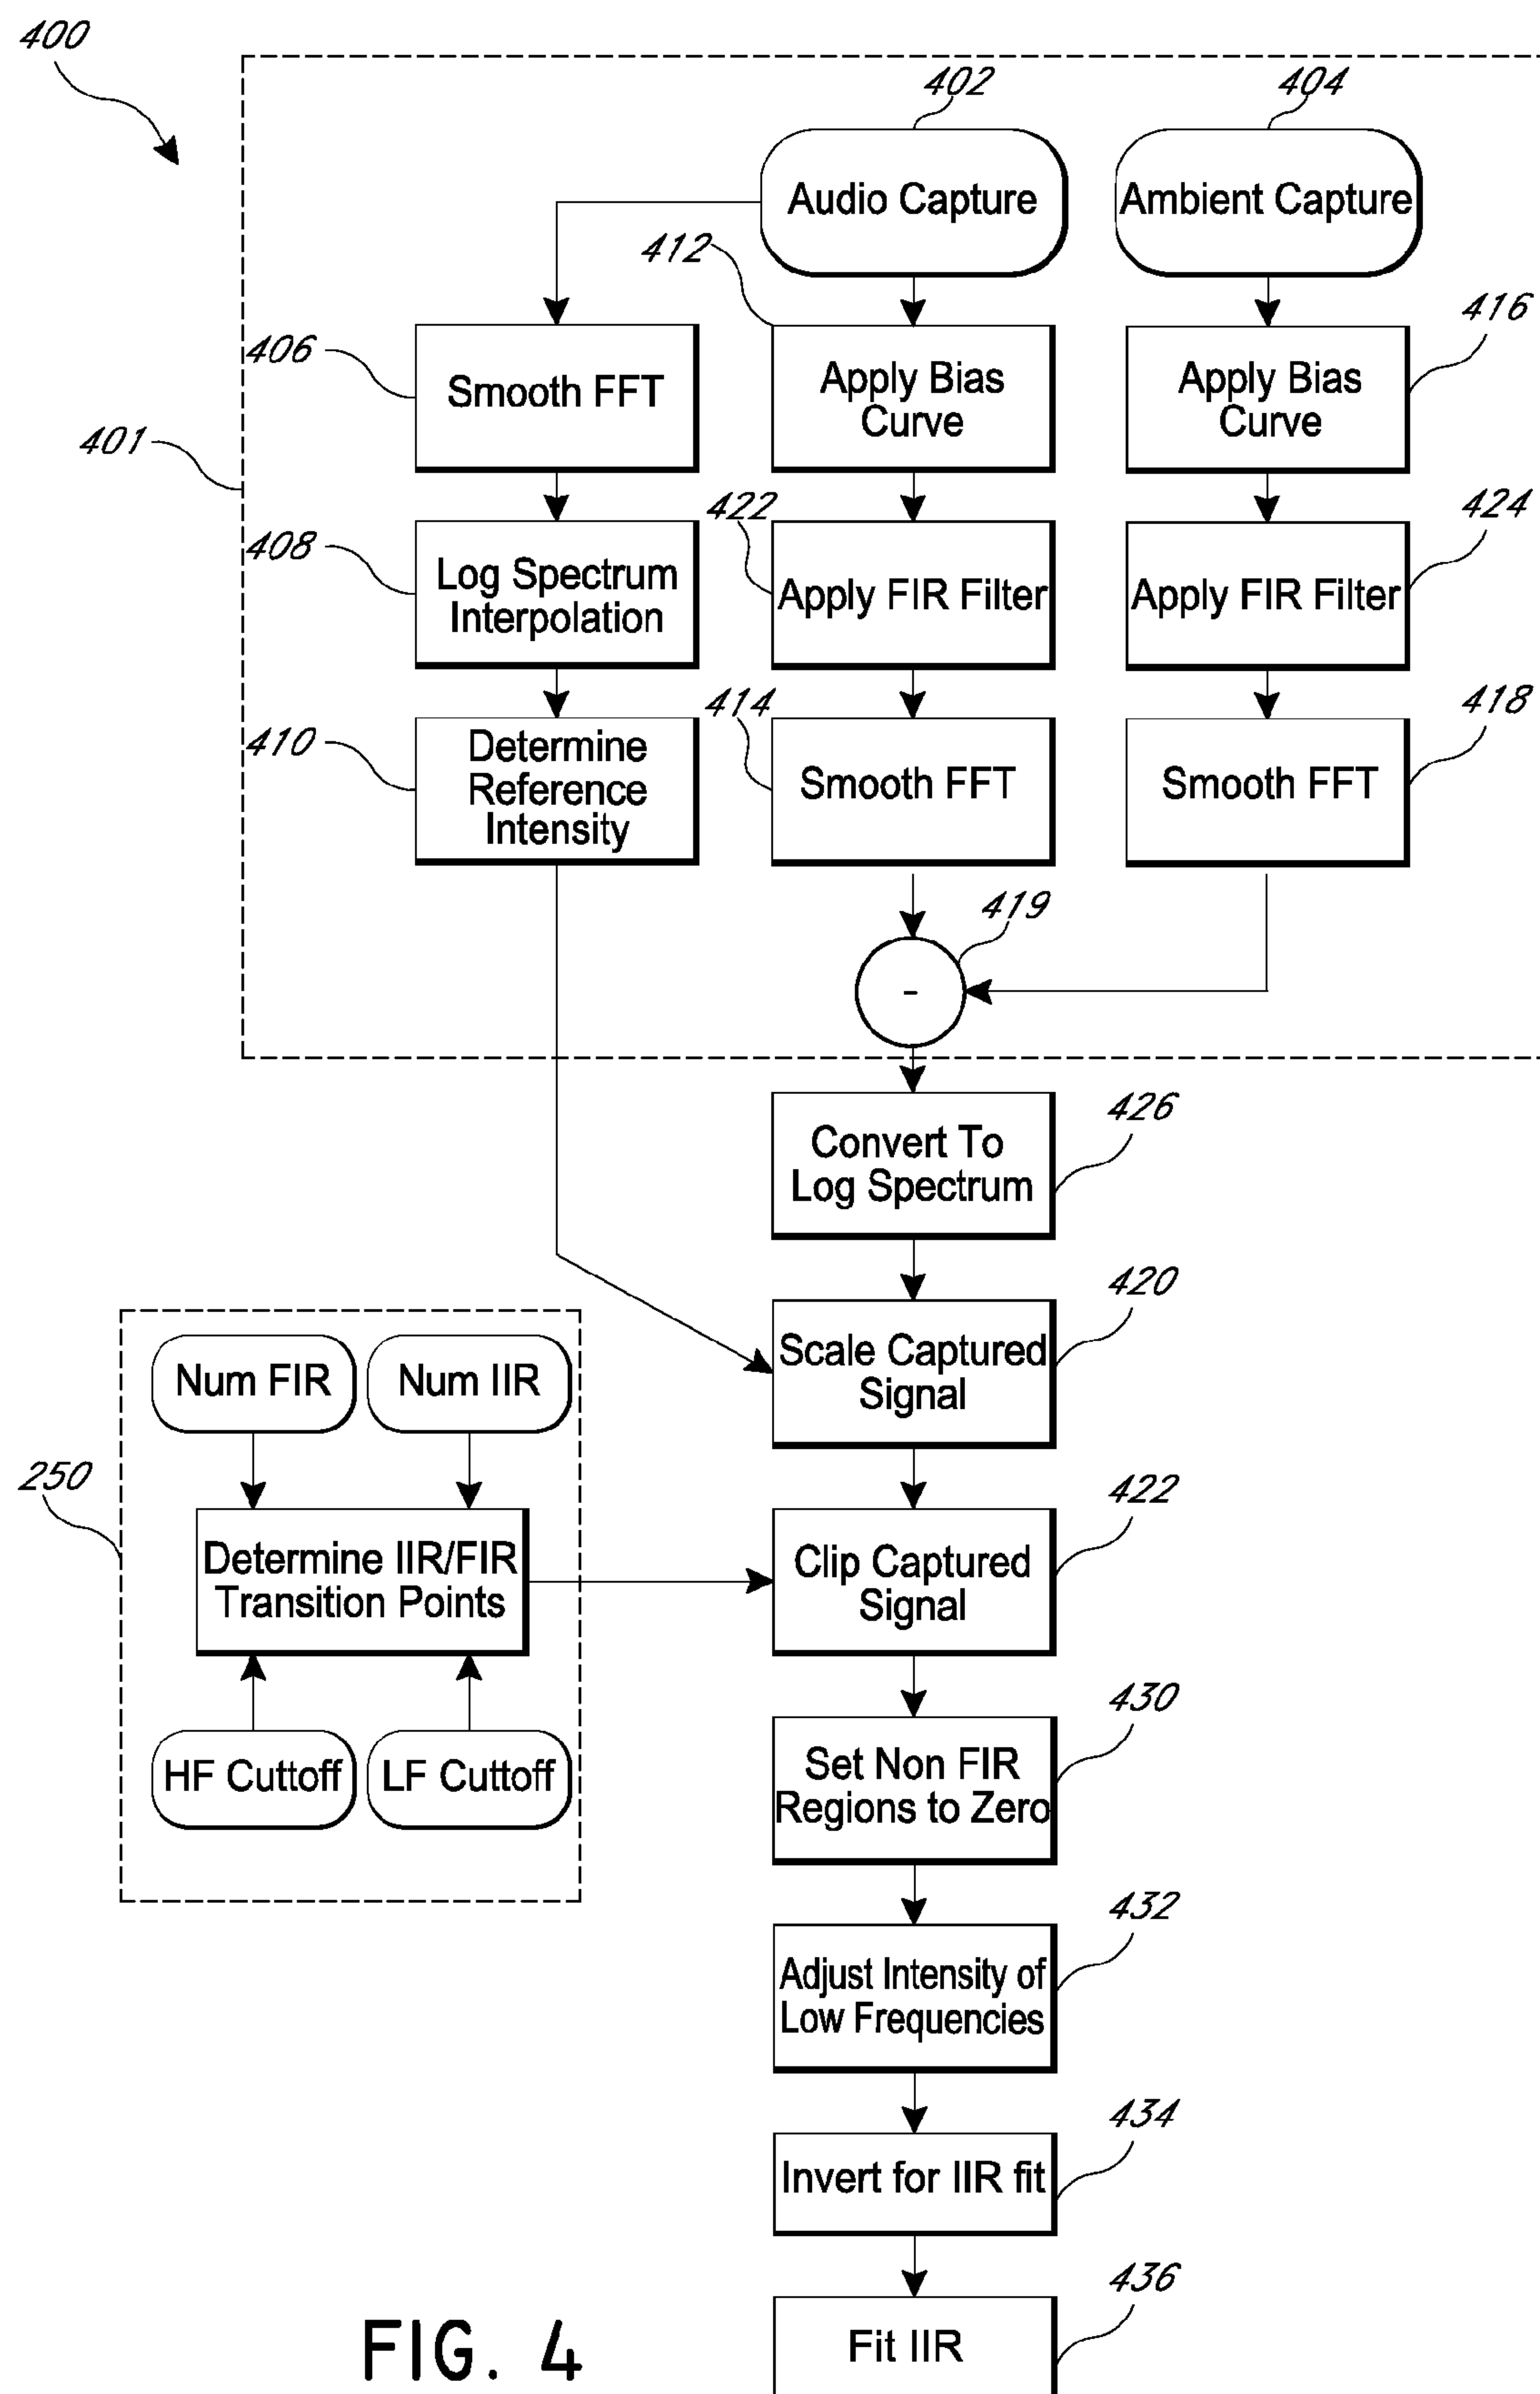 400
402
404
Audio Capture
Ambient Capture
412
416
406
Smooth FFT
Apply Bias
Curve
Apply Bias
Curve
401
422
424
408
Log Spectrum
Interpolation
Apply FIR Filter
Apply FIR Filter
414
418
410
Determine
Reference
Intensity
Smooth FFT
Smooth FFT
419
-
426
Convert To
Log Spectrum
420
Scale Captured
Signal
Num FIR
Num IIR
250
422
Determine IIR/FIR
Transition Points
Clip Captured
Signal
430
HF Cuttoff
LF Cuttoff
Set Non FIR
Regions to Zero
432
Adjust Intensity of
Low Frequencies
434
Invert for IIR fit
436
Fit IIR
FIG. 4